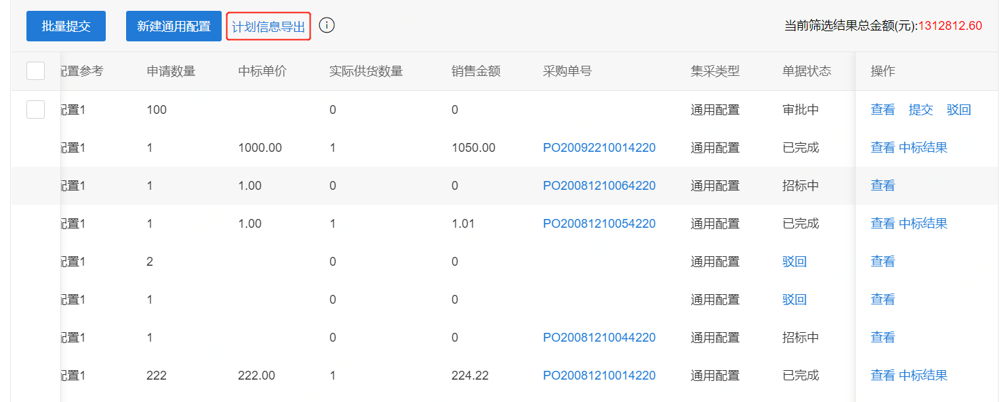 批量提交 新建通用配置 计划信息导出 当前筛选结果总金额(元):1312812.60
配置参考 申请数量 中标单价 实际供货数量 销售金额 采购单号 集采类型 单据状态 操作
配置1 100 0 0 通用配置 审批中 查看 提交 驳回
配置1 1 1000.00 1 1050.00 PO20092210014220 通用配置 已完成 查看 中标结果
配置1 1 1.00 0 0 PO20081210064220 通用配置 招标中 查看
配置1 1 1.00 1 1.01 PO20081210054220 通用配置 已完成 查看 中标结果
配置1 2 0 0 通用配置 驳回 查看
配置1 1 0 0 通用配置 驳回 查看
配置1 1 0 0 PO20081210044220 通用配置 招标中 查看
配置1 222 222.00 1 224.22 PO20081210014220 通用配置 已完成 查看 中标结果